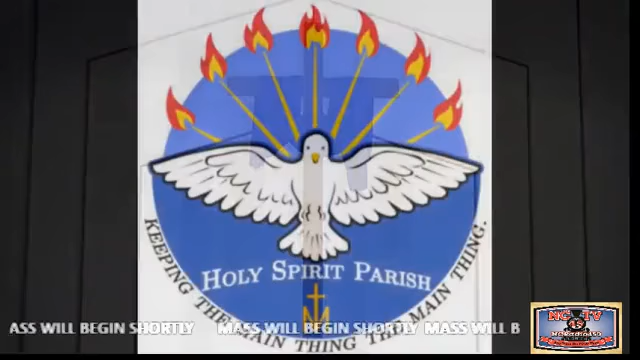 HOLY SPIRIT PARISH
KEEPING THE MAIN THING THE MAIN THING.
ASS WILL BEGIN SHORTLY MASS WILL BEGIN SHORTLY MASS WILL B